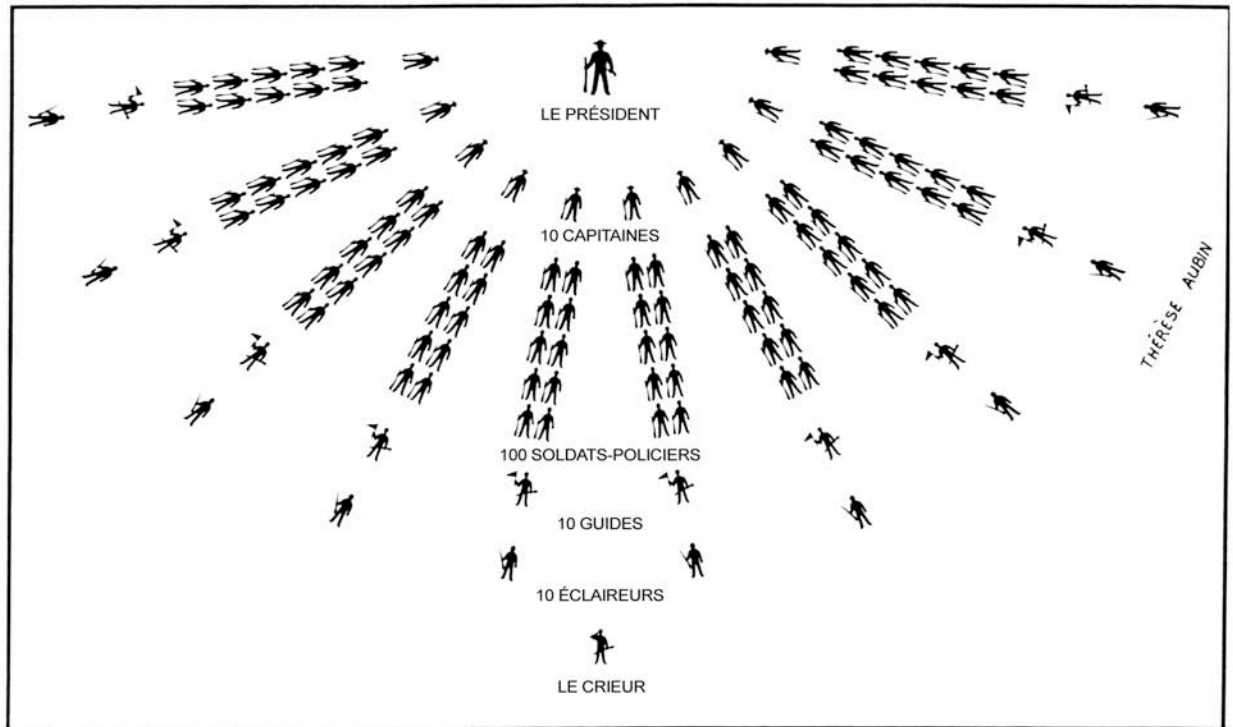 LE PRÉSIDENT
10 CAPITAINES
100 SOLDATS-POLICIERS
10 GUIDES
10 ÉCLAIREURS
LE CRIEUR
THÉRÈSE AUBIN